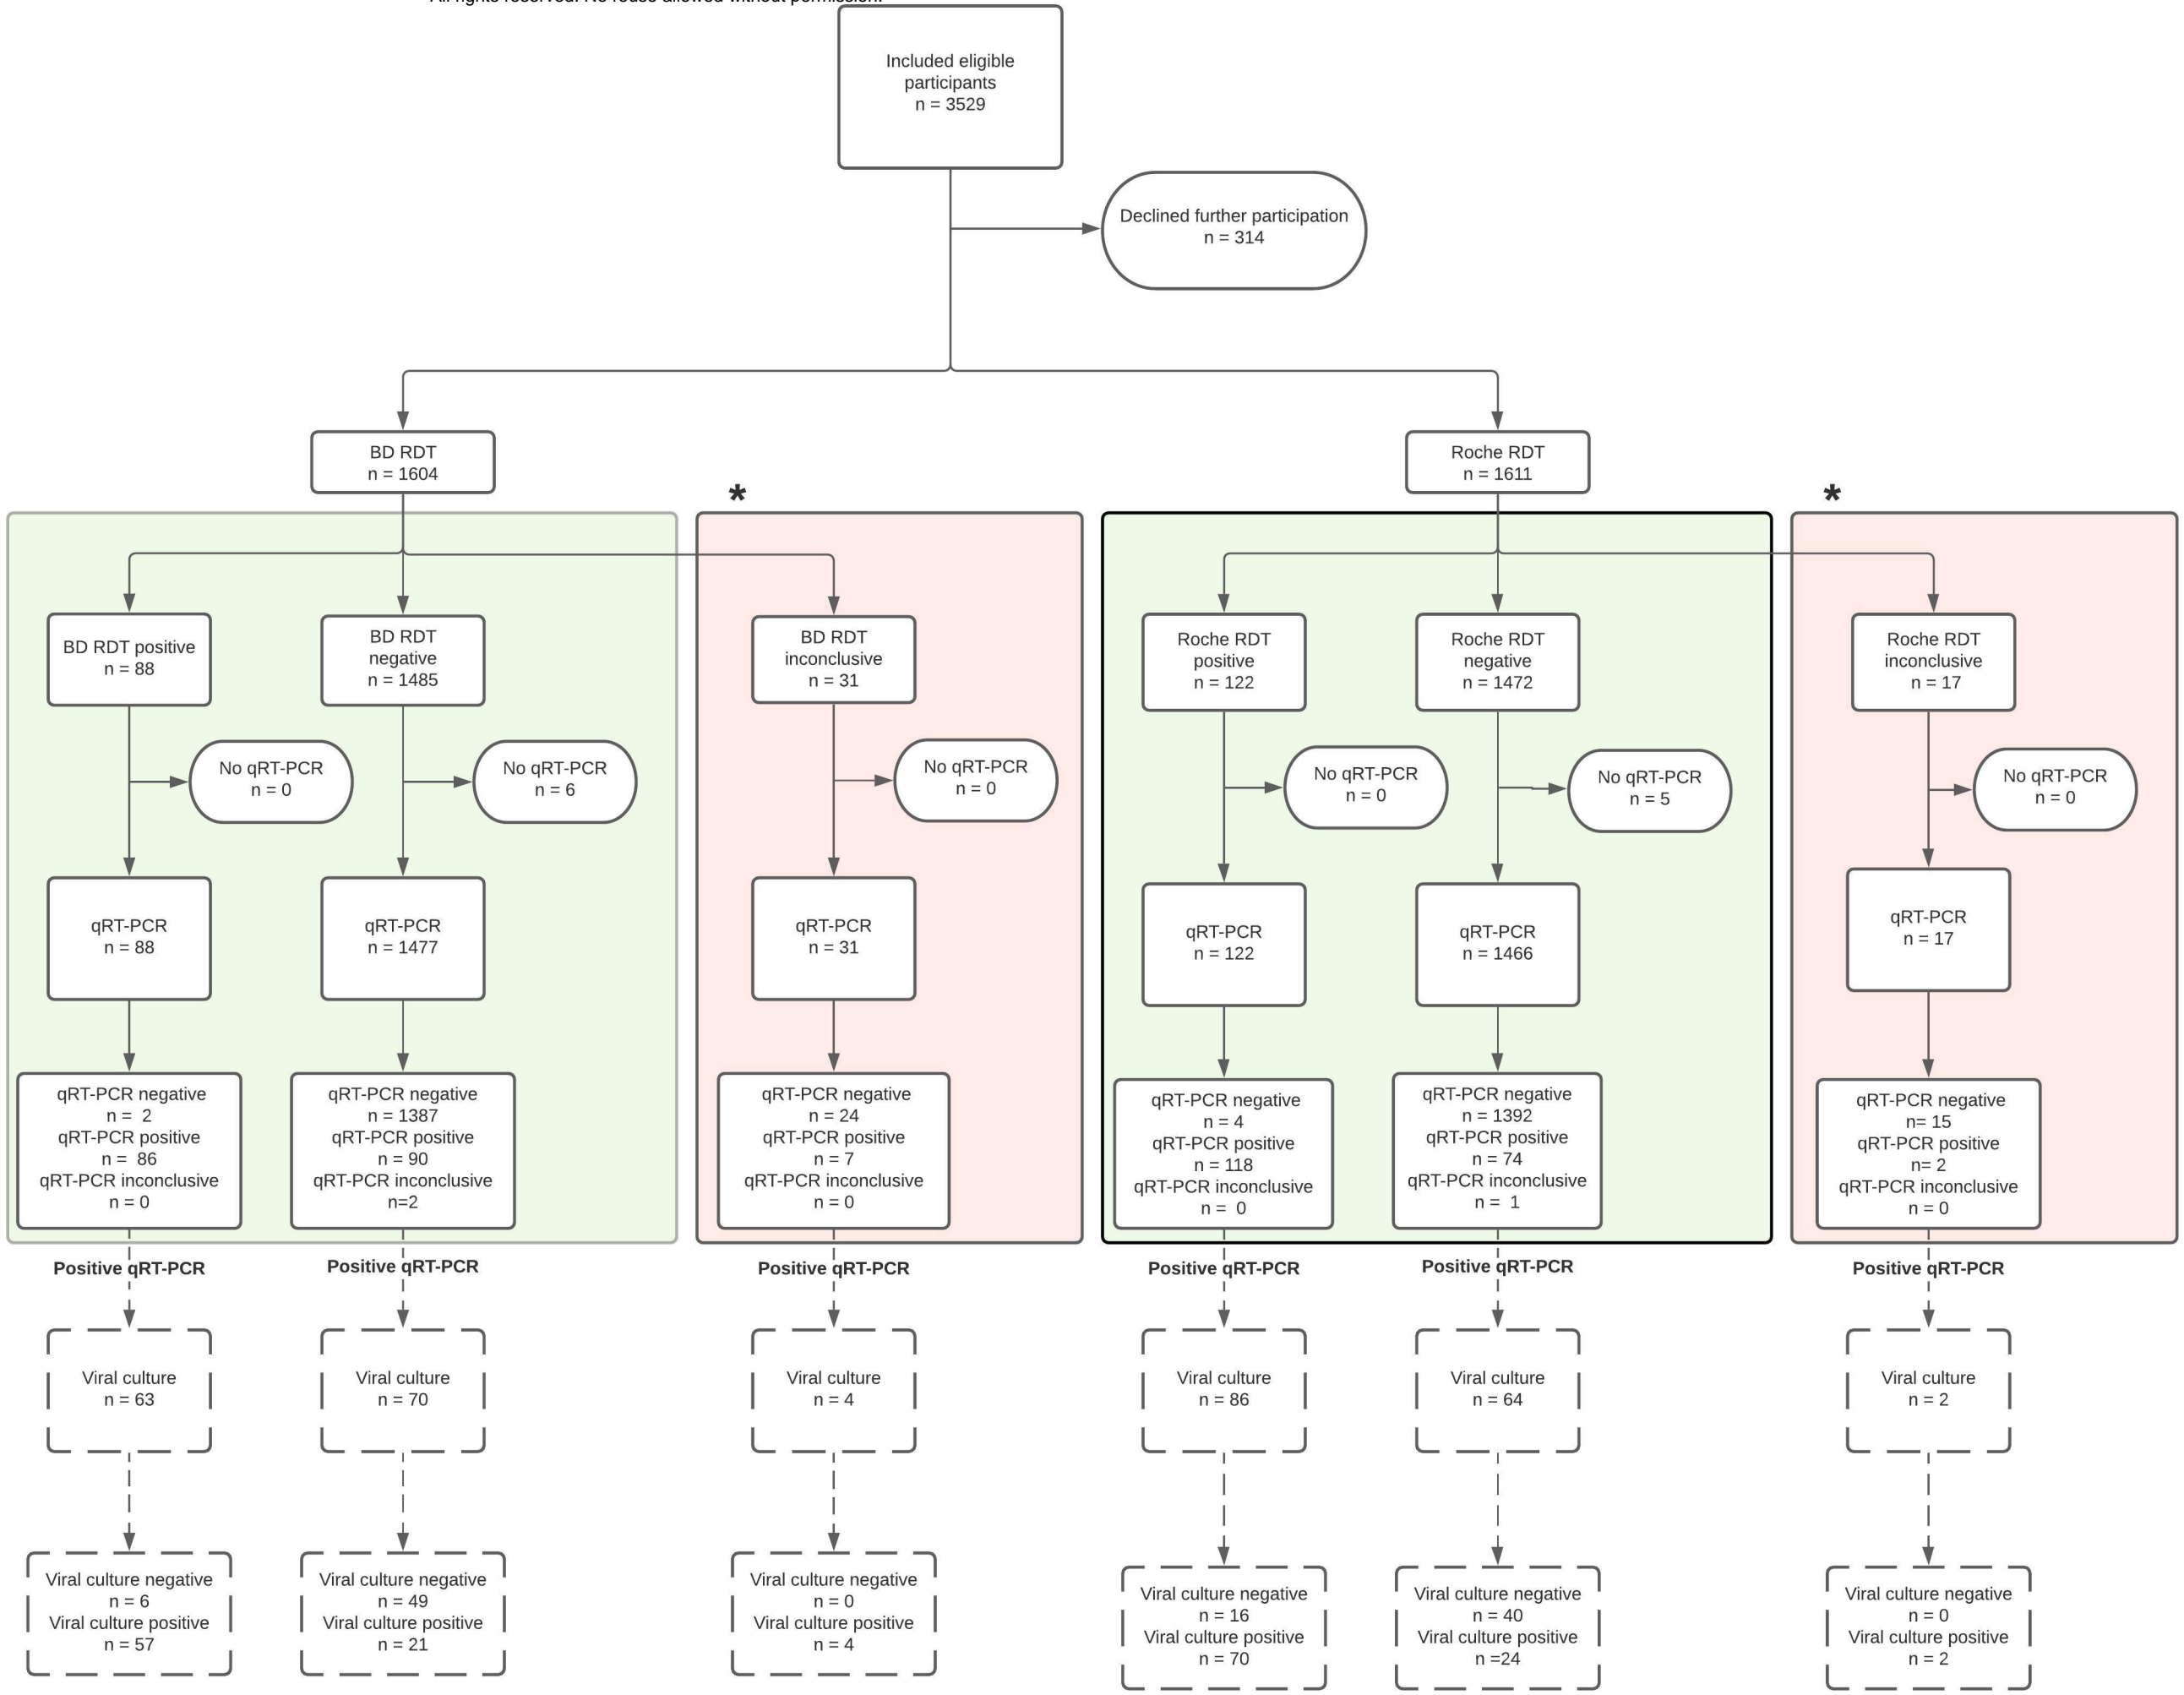 All rights reserved. No reuse allowed without permission.
Included eligible
participants
n = 3529
Declined further participation
n = 314
BD RDT
n = 1604
Roche RDT
n = 1611
*
*
BD RDT positive
n = 88
BD RDT
negative
n = 1485
BD RDT
inconclusive
n = 31
Roche RDT
positive
n = 122
Roche RDT
negative
n = 1472
Roche RDT
inconclusive
n = 17
No qRT-PCR
n = 0
No qRT-PCR
n = 6
No qRT-PCR
n = 0
No qRT-PCR
n = 0
No qRT-PCR
n = 5
No qRT-PCR
n = 0
qRT-PCR
n = 88
qRT-PCR
n = 1477
qRT-PCR
n = 31
qRT-PCR
n = 122
qRT-PCR
n = 1466
qRT-PCR
n = 17
qRT-PCR negative
n =  2
qRT-PCR positive
n =  86
qRT-PCR inconclusive
n = 0
qRT-PCR negative
n = 1387
qRT-PCR positive
n = 90
qRT-PCR inconclusive
n=2
qRT-PCR negative
n = 24
qRT-PCR positive
n = 7
qRT-PCR inconclusive
n = 0
qRT-PCR negative
n = 4
qRT-PCR positive
n = 118
qRT-PCR inconclusive
n =  0
qRT-PCR negative
n = 1392
qRT-PCR positive
n = 74
qRT-PCR inconclusive
n =  1
qRT-PCR negative
n= 15
qRT-PCR positive
n= 2
qRT-PCR inconclusive
n = 0
Positive qRT-PCR
Positive qRT-PCR
Positive qRT-PCR
Positive qRT-PCR
Positive qRT-PCR
Positive qRT-PCR
Viral culture
n = 63
Viral culture
n = 70
Viral culture
n = 4
Viral culture
n = 86
Viral culture
n = 64
Viral culture
n = 2
Viral culture negative
n = 6
Viral culture positive
n = 57
Viral culture negative
n = 49
Viral culture positive
n = 21
Viral culture negative
n = 0
Viral culture positive
n = 4
Viral culture negative
n = 16
Viral culture positive
n = 70
Viral culture negative
n = 40
Viral culture positive
n =24
Viral culture negative
n = 0
Viral culture positive
n = 2